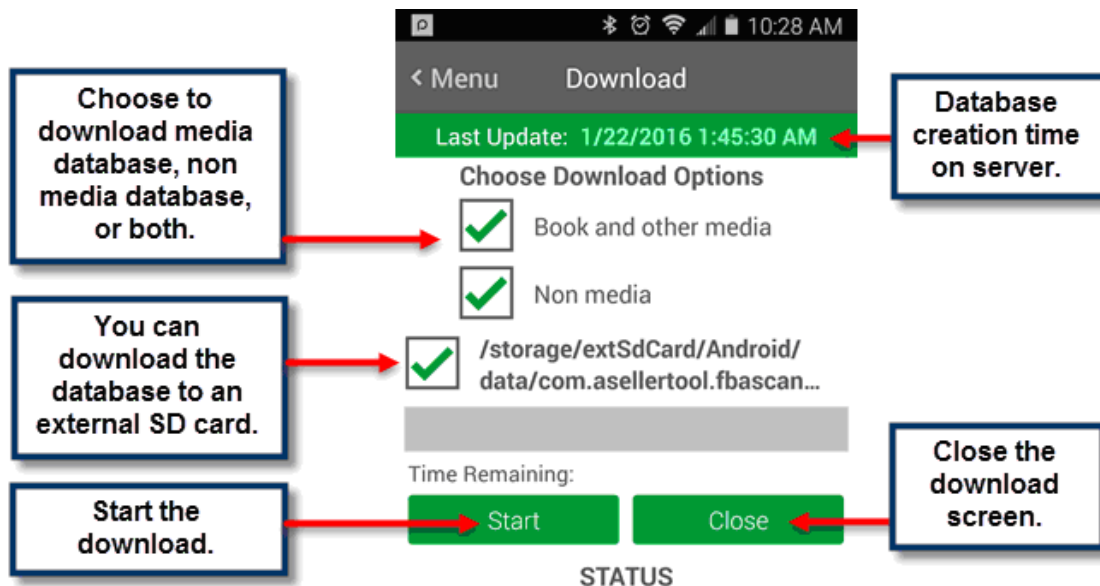 10:28 AM
< Menu
Download
Last Update: 1/22/2016 1:45:30 AM
Choose Download Options
Book and other media
Non media
/storage/extSdCard/Android/
data/com.asellertool.fbascan...
Time Remaining:
Start
Close
STATUS
Choose to
download media
database, non
media database,
or both.
You can
download the
database to an
external SD card.
Start the
download.
Database
creation time
on server.
Close the
download
screen.